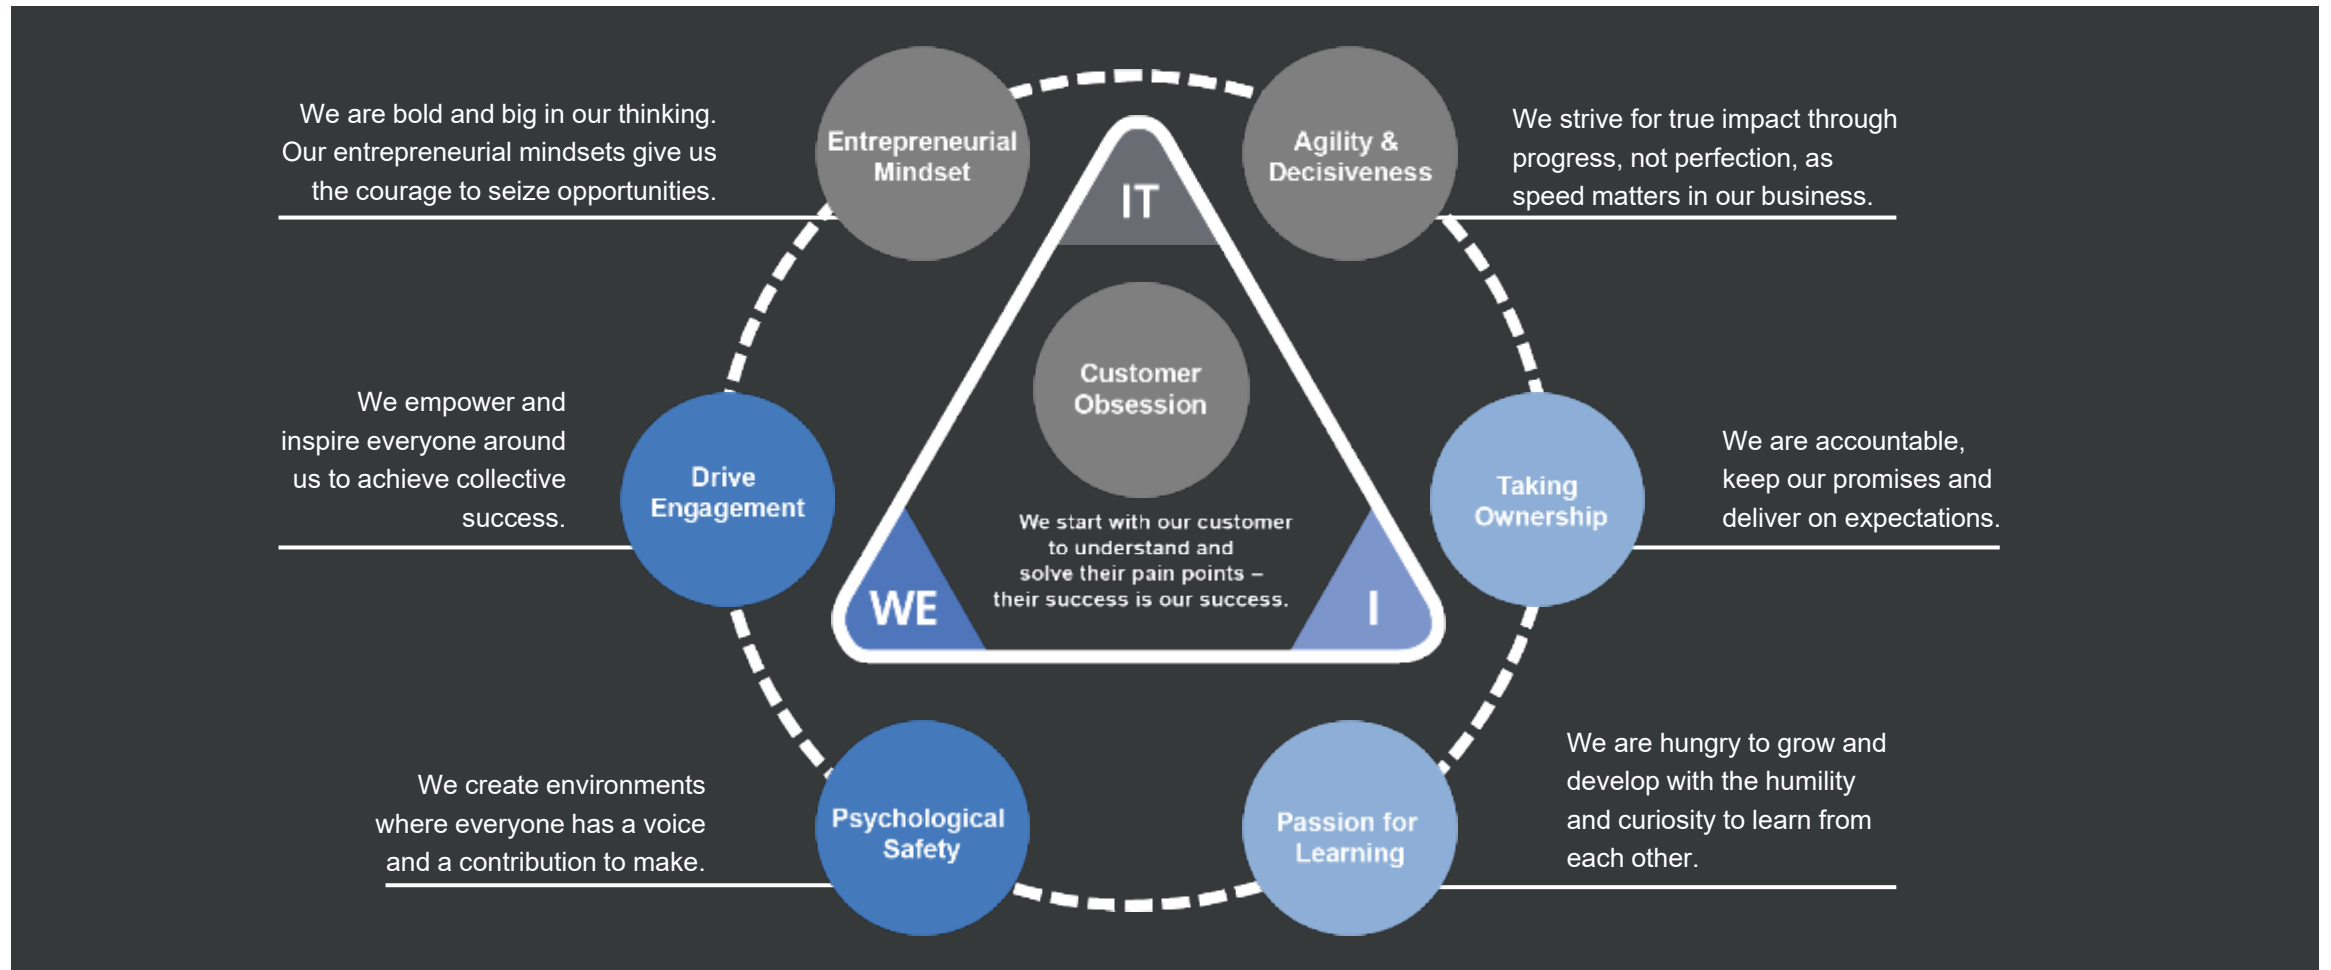 We are bold and big in our thinking.
Our entrepreneurial mindsets give us
the courage to seize opportunities.
Entrepreneurial
Mindset
Agility &
Decisiveness
We strive for true impact through
progress, not perfection, as
speed matters in our business.
IT
Customer
Obsession
We start with our customer
to understand and
solve their pain points –
their success is our success.
WE
I
We empower and
inspire everyone around
us to achieve collective
success.
Drive
Engagement
Taking
Ownership
We are accountable,
keep our promises and
deliver on expectations.
We create environments
where everyone has a voice
and a contribution to make.
Psychological
Safety
Passion for
Learning
We are hungry to grow and
develop with the humility
and curiosity to learn from
each other.